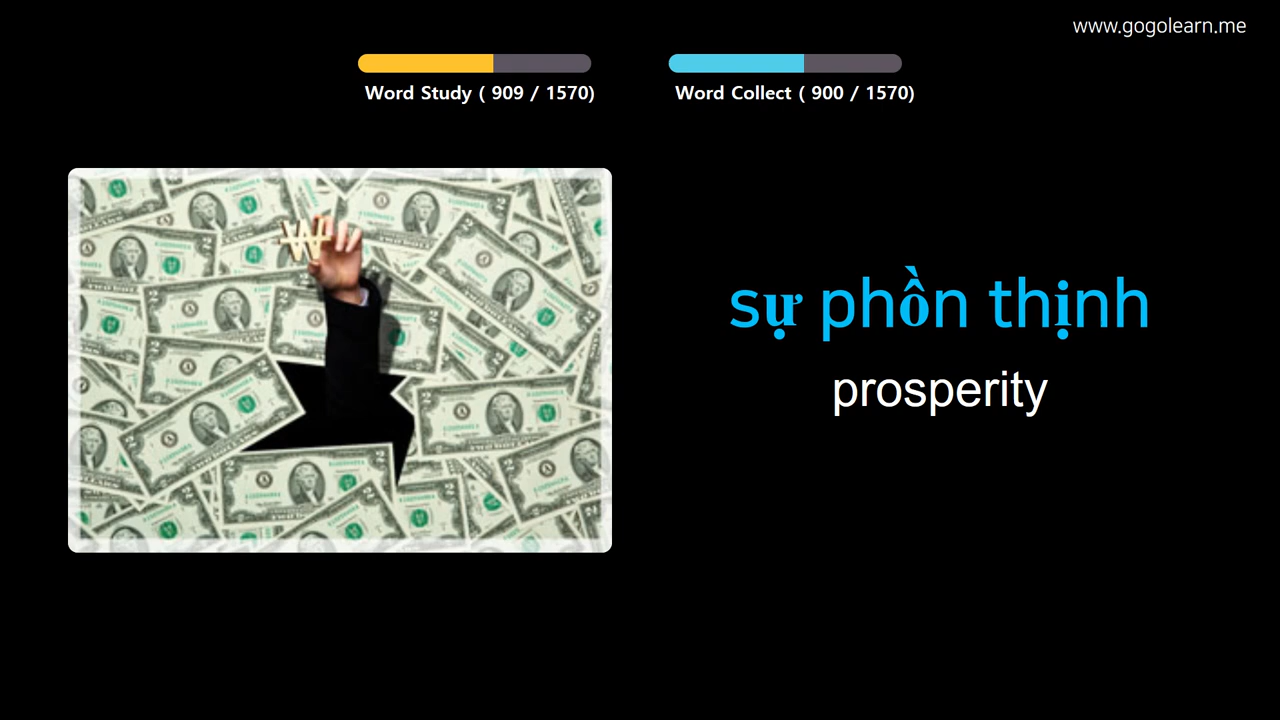 www.gogolearn.me
Word Study ( 909 / 1570)
Word Collect ( 900 / 1570)
sự phồn thịnh
prosperity